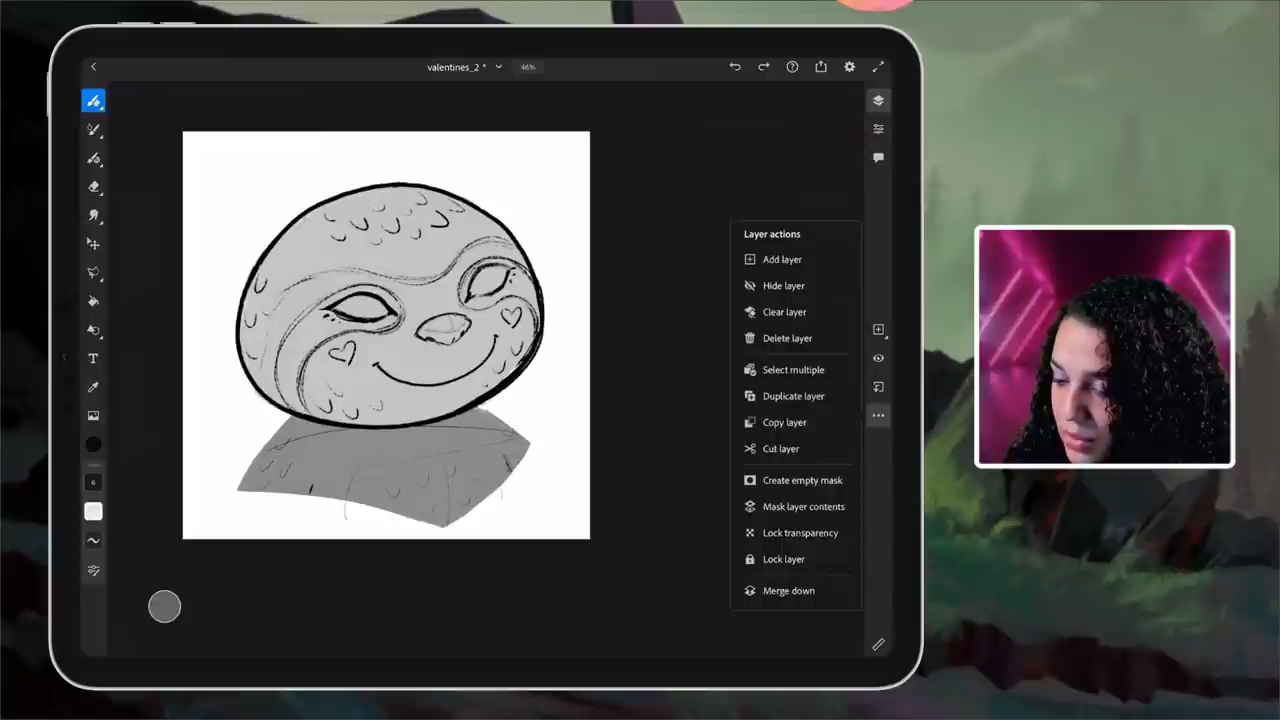 valentines_2 *
46%
Layer actions
Add layer
Hide layer
Clear layer
Delete layer
Select multiple
Duplicate layer
Copy layer
Cut layer
Create empty mask
Mask layer contents
Lock transparency
Lock layer
Merge down
T
6